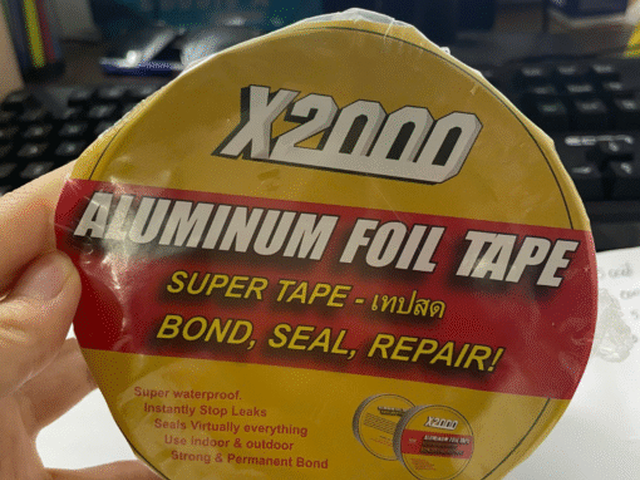 X2000
ALUMINUM FOIL TAPE
SUPER TAPE - เทปสด
BOND, SEAL, REPAIR!
Super waterproof.
Instantly Stop Leaks
Seals Virtually everything
Use indoor & outdoor
Strong & Permanent Bond
X2000
ALUMINUM FOIL TAPE